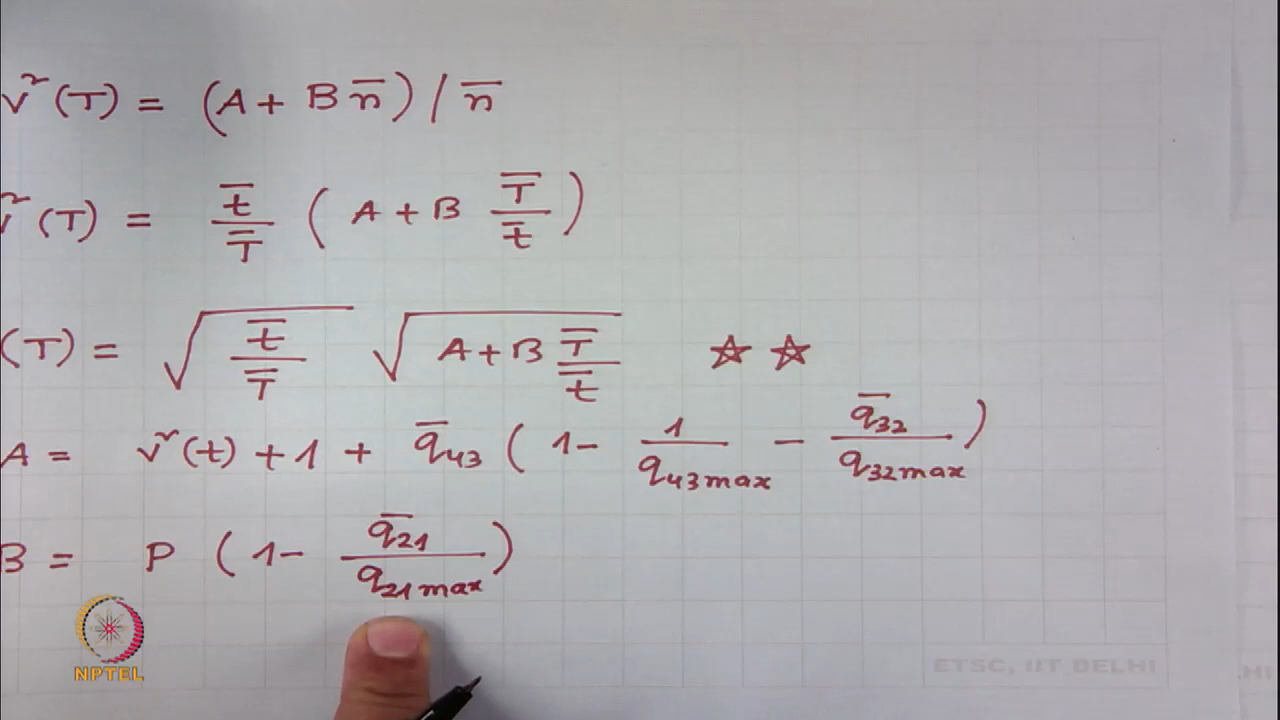 v²(T) = (A + B n̅) / n̅
v²(T) = t̅/T̅ ( A + B T̅/t̅ )
(T) = √(t̅/T̅) √(A + B T̅/t̅) ☆ ☆
A = v²(t) + 1 + q̅43 ( 1 - 1/q43max - q̅32/q32max )
B = P ( 1 - q̅21/q21max )
NPTEL
ETSC, IIT DELHI